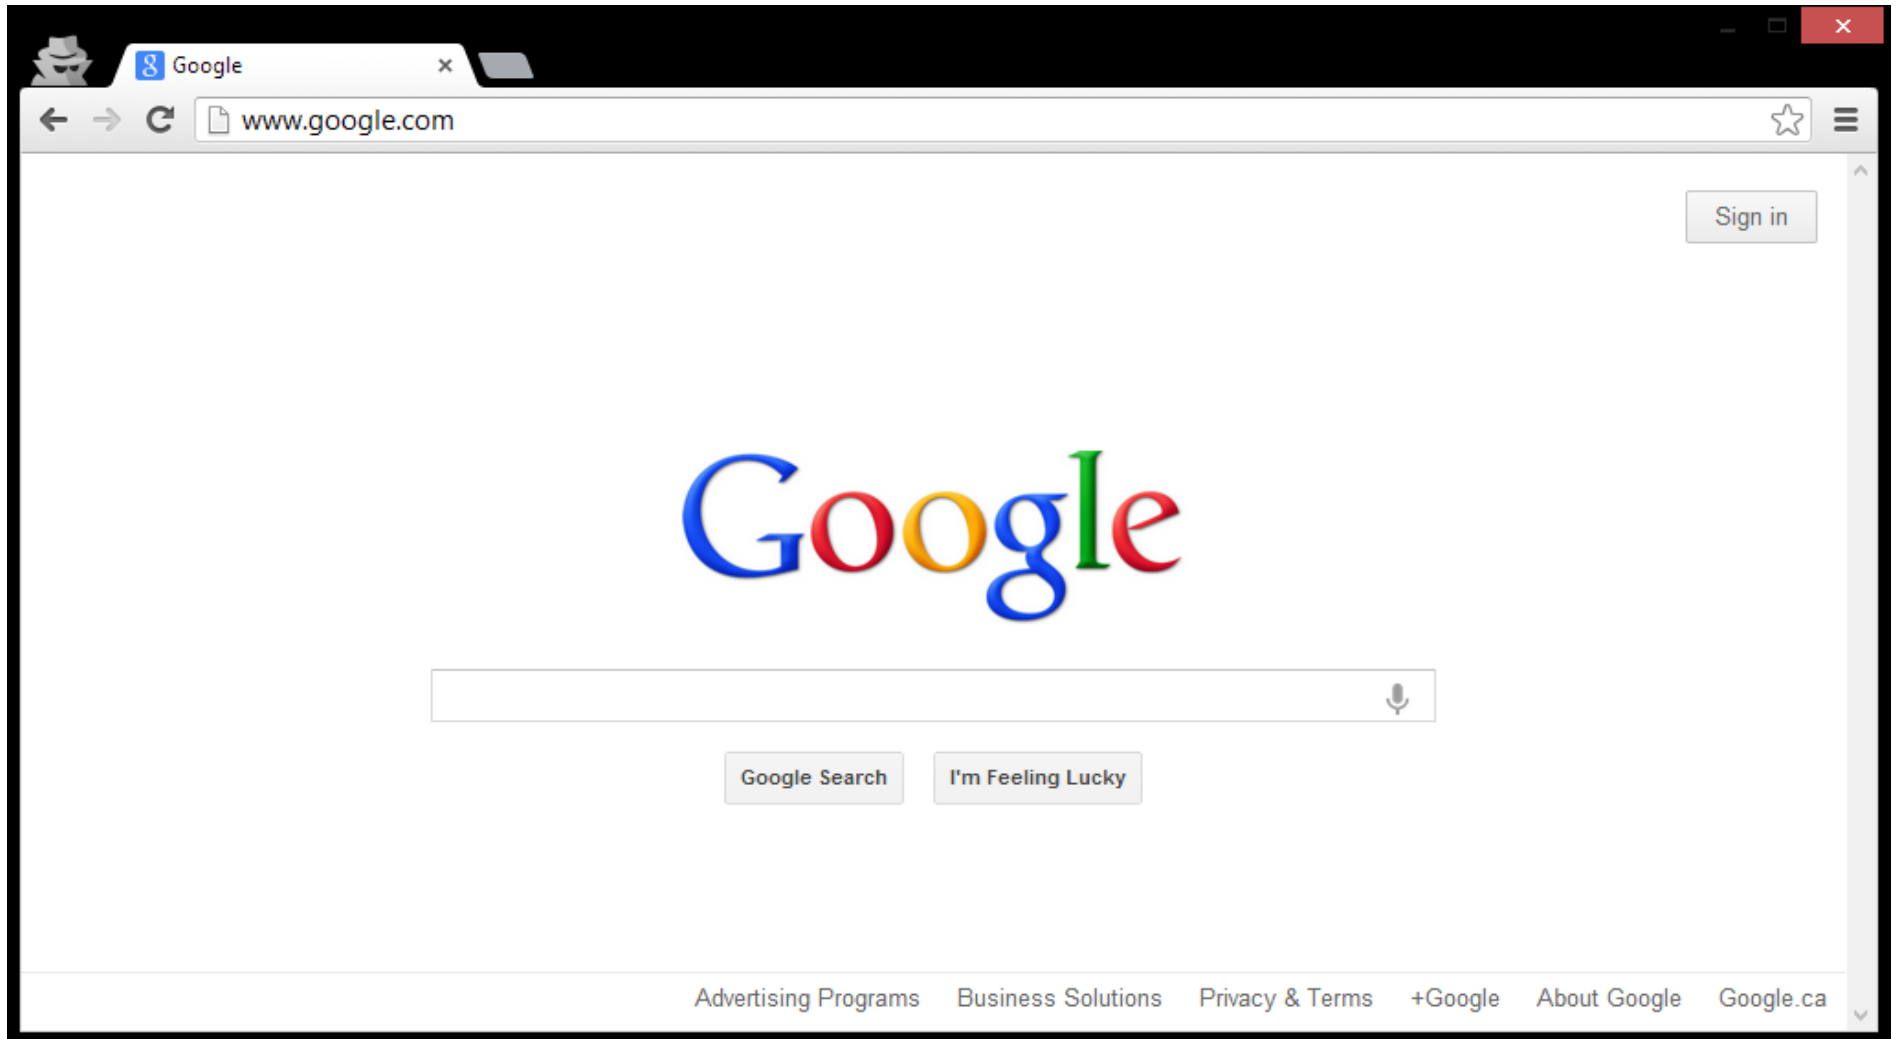 Google
www.google.com
Sign in
Google
Google Search I'm Feeling Lucky
Advertising Programs Business Solutions Privacy & Terms +Google About Google Google.ca